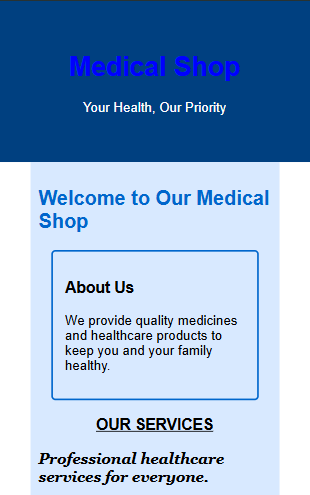 Medical Shop
Your Health, Our Priority
Welcome to Our Medical
Shop
About Us
We provide quality medicines
and healthcare products to
keep you and your family
healthy.
OUR SERVICES
Professional healthcare
services for everyone.